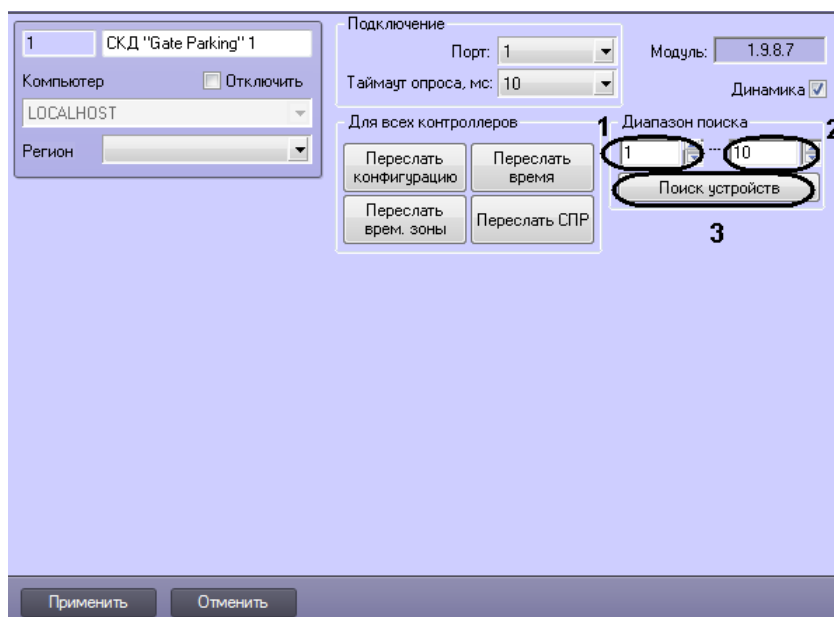 1
СКД "Gate Parking" 1
Компьютер
Отключить
LOCALHOST
Регион
Подключение
Порт: 1
Таймаут опроса, мс: 10
Модуль: 1.9.8.7
Динамика
Для всех контроллеров
Переслать
конфигурацию
Переслать
время
Переслать
врем. зоны
Переслать СПР
1
Диапазон поиска
2
1 ... 10
Поиск устройств
3
Применить
Отменить